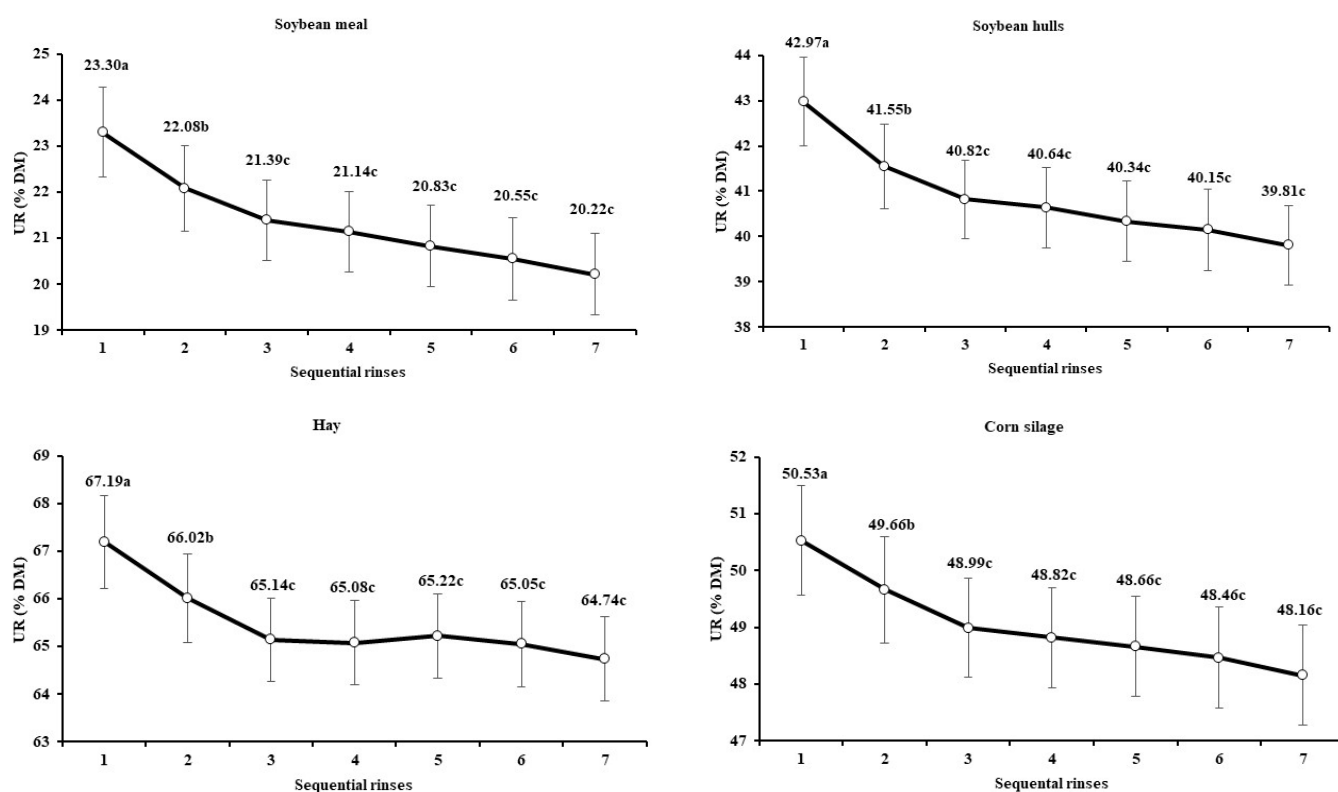 Soybean meal
25
24
23
22
21
20
19
UR (% DM)
23.30a
22.08b
21.39c
21.14c
20.83c
20.55c
20.22c
1 2 3 4 5 6 7
Sequential rinses
Soybean hulls
44
43
42
41
40
39
38
UR (% DM)
42.97a
41.55b
40.82c
40.64c
40.34c
40.15c
39.81c
1 2 3 4 5 6 7
Sequential rinses
Hay
69
68
67
66
65
64
63
UR (% DM)
67.19a
66.02b
65.14c
65.08c
65.22c
65.05c
64.74c
1 2 3 4 5 6 7
Sequential rinses
Corn silage
52
51
50
49
48
47
UR (% DM)
50.53a
49.66b
48.99c
48.82c
48.66c
48.46c
48.16c
1 2 3 4 5 6 7
Sequental rinses